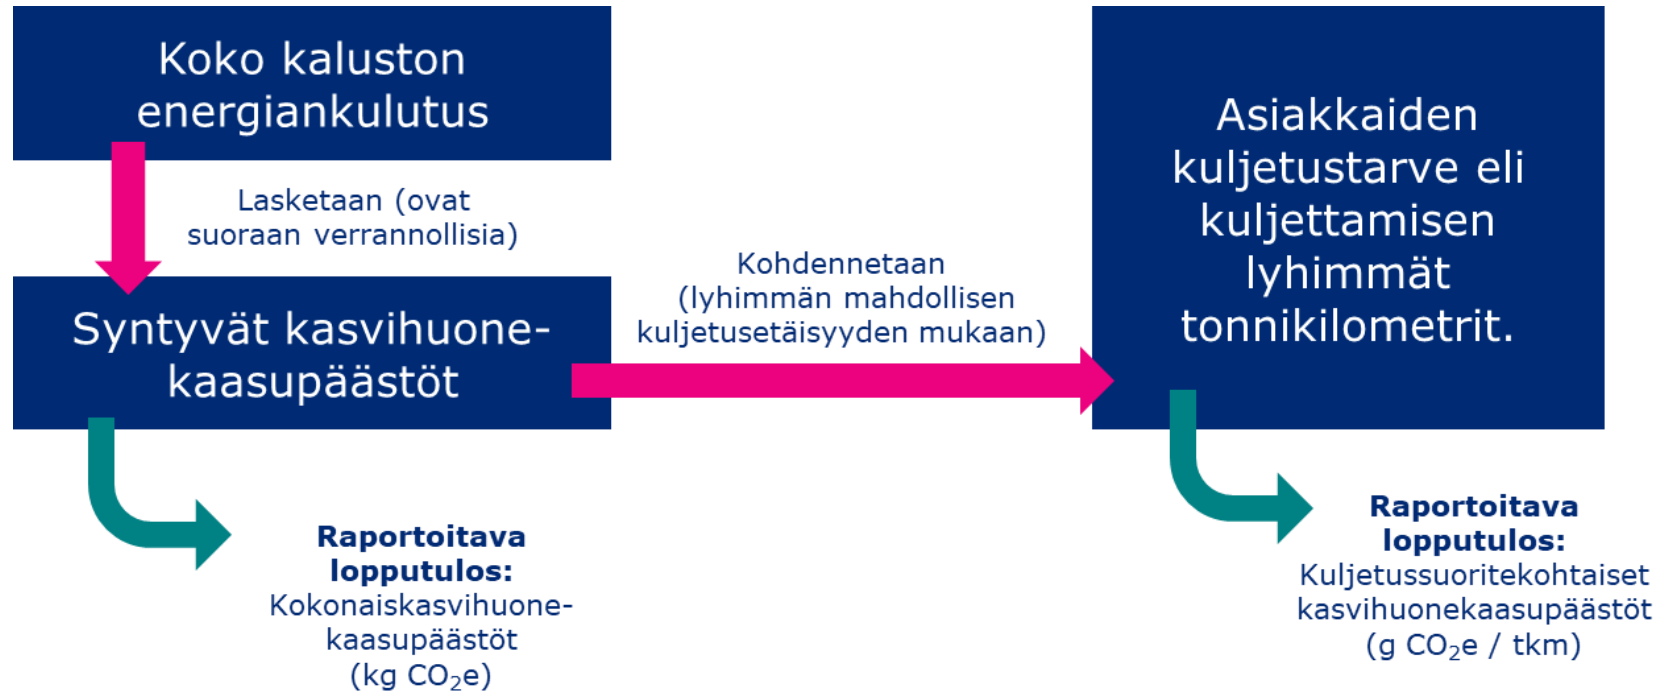 Koko kaluston
energiankulutus
Lasketaan (ovat
suoraan verrannollisia)
Syntyvät kasvihuone-
kaasupäästöt
Kohdennetaan
(lyhimmän mahdollisen
kuljetusetäisyyden mukaan)
Asiakkaiden
kuljetustarve eli
kuljettamisen
lyhimmät
tonnikilometrit.
Raportoitava
lopputulos:
Kokonaiskasvihuone-
kaasupäästöt
(kg CO₂e)
Raportoitava
lopputulos:
Kuljetussuoritekohtaiset
kasvihuonekaasupäästöt
(g CO₂e / tkm)